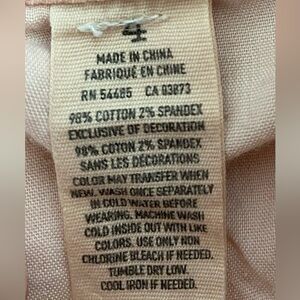 4
MADE IN CHINA
FABRIQUÉ EN CHINE
RN 54485 CA 03873
98% COTTON 2% SPANDEX
EXCLUSIVE OF DECORATION
98% COTON 2% SPANDEX
SANS LES DÉCORATIONS
COLOR MAY TRANSFER WHEN
NEW. WASH ONCE SEPARATELY
IN COLD WATER BEFORE
WEARING. MACHINE WASH
COLD INSIDE OUT WITH LIKE
COLORS. USE ONLY NON
CHLORINE BLEACH IF NEEDED.
TUMBLE DRY LOW.
COOL IRON IF NEEDED.